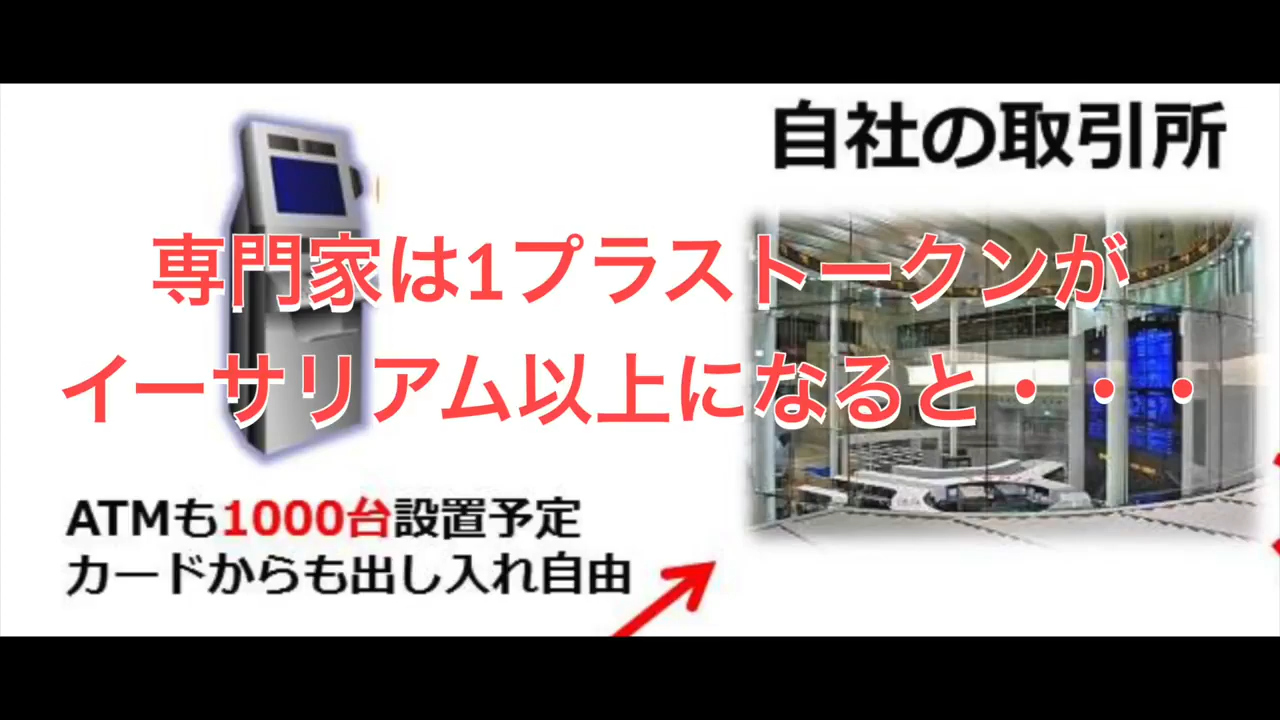 自社の取引所
専門家は1プラストークンが
イーサリアム以上になると・・・
ATMも1000台設置予定
カードからも出し入れ自由